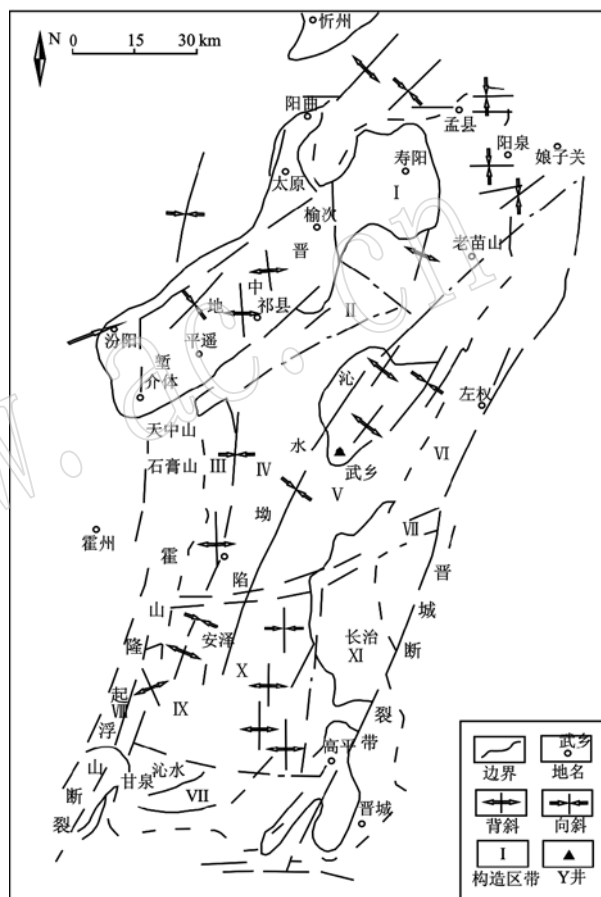 忻州
N
0 15 30 km
阳曲
孟县
阳泉
娘子关
寿阳
太原
I
榆次
晋
老苗山
中
地
祁县
II
汾阳
平遥
堑
沁
介休
左权
天中山
水
VI
石膏山
III
IV
武乡
V
坳
VII
霍州
霍
晋
陷
山
城
安泽
长治
隆
XI
断
X
起
VIII
IX
裂
浮
高平
带
山
沁水
甘泉
断
VII
晋城
裂
武乡
边界
地名
背斜
向斜
I
构造区带
Y井
w.ac.cn